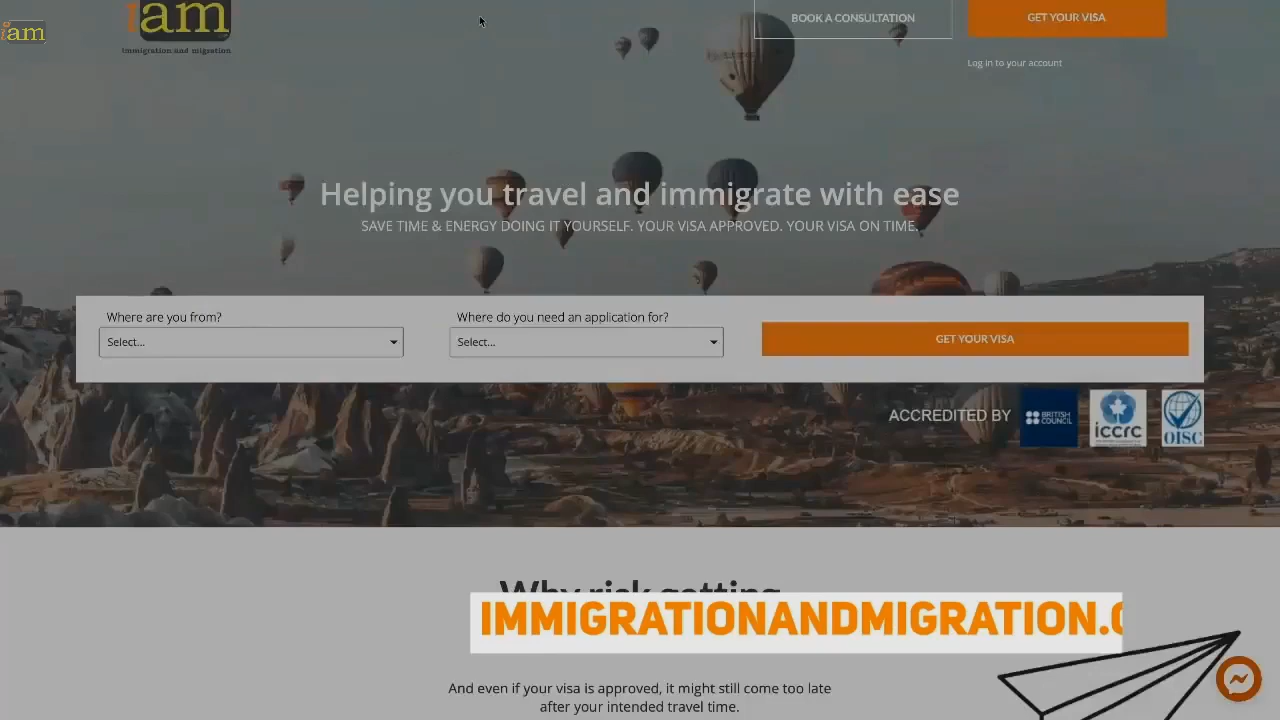 iam
iam
immigration and migration
BOOK A CONSULTATION
GET YOUR VISA
Log in to your account
Helping you travel and immigrate with ease
SAVE TIME & ENERGY DOING IT YOURSELF. YOUR VISA APPROVED. YOUR VISA ON TIME.
Where are you from?
Where do you need an application for?
Select...
Select...
GET YOUR VISA
ACCREDITED BY
BRITISH
COUNCIL
iccrc
OISC
Why risk getting
IMMIGRATIONANDMIGRATION.
And even if your visa is approved, it might still come too late
after your intended travel time.